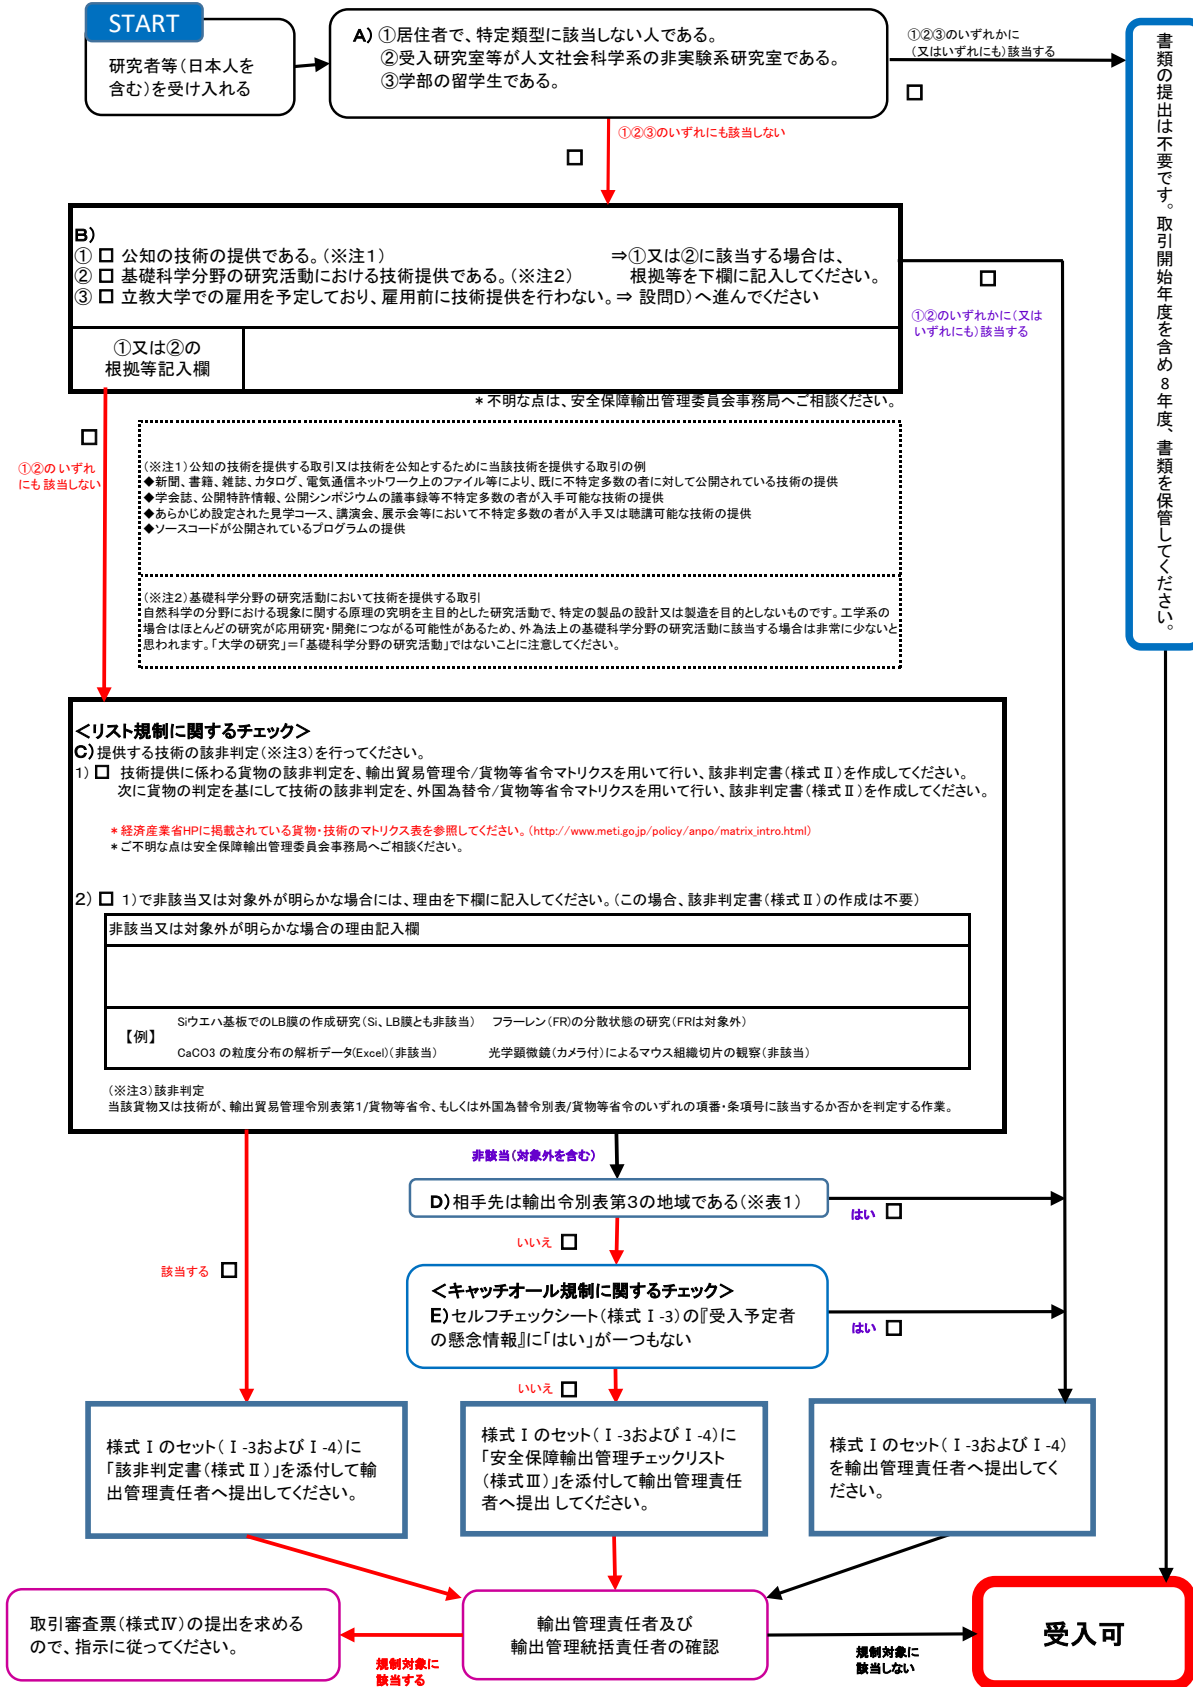 START
研究者等(日本人を
含む)を受け入れる
A) ①居住者で、特定類型に該当しない人である。
②受入研究室等が人文社会科学系の非実験系研究室である。
③学部の留学生である。
①②③のいずれかに
(又はいずれにも)該当する
書類の提出は不要です。取引開始年度を含め8年度、書類を保管してください。
①②③のいずれにも該当しない
B)
① 公知の技術の提供である。(※注1) ⇒①又は②に該当する場合は、
② 基礎科学分野の研究活動における技術提供である。(※注2) 根拠等を下欄に記入してください。
③ 立教大学での雇用を予定しており、雇用前に技術提供を行わない。⇒ 設問D)へ進んでください
①又は②の
根拠等記入欄
①②のいずれかに(又は
いずれにも)該当する
*不明な点は、安全保障輸出管理委員会事務局へご相談ください。
①②のいずれ
にも該当しない
(※注1)公知の技術を提供する取引又は技術を公知とするために当該技術を提供する取引の例
◆新聞、書籍、雑誌、カタログ、電気通信ネットワーク上のファイル等により、既に不特定多数の者に対して公開されている技術の提供
◆学会誌、公開特許情報、公開シンポジウムの議事録等不特定多数の者が入手可能な技術の提供
◆あらかじめ設定された見学コース、講演会、展示会等において不特定多数の者が入手又は聴講可能な技術の提供
◆ソースコードが公開されているプログラムの提供
(※注2)基礎科学分野の研究活動において技術を提供する取引
自然科学の分野における現象に関する原理の究明を主目的とした研究活動で、特定の製品の設計又は製造を目的としないものです。工学系の
場合はほとんどの研究が応用研究・開発につながる可能性があるため、外為法上の基礎科学分野の研究活動に該当する場合は非常に少ないと
思われます。「大学の研究」=「基礎科学分野の研究活動」ではないことに注意してください。
<リスト規制に関するチェック>
C)提供する技術の該非判定(※注3)を行ってください。
1) 技術提供に係わる貨物の該非判定を、輸出貿易管理令/貨物等省令マトリクスを用いて行い、該非判定書(様式Ⅱ)を作成してください。
次に貨物の判定を基にして技術の該非判定を、外国為替令/貨物等省令マトリクスを用いて行い、該非判定書(様式Ⅱ)を作成してください。
*経済産業省HPに掲載されている貨物・技術のマトリクス表を参照してください。(http://www.meti.go.jp/policy/anpo/matrix_intro.html)
*ご不明な点は安全保障輸出管理委員会事務局へご相談ください。
2) 1)で非該当又は対象外が明らかな場合には、理由を下欄に記入してください。(この場合、該非判定書(様式Ⅱ)の作成は不要)
非該当又は対象外が明らかな場合の理由記入欄
【例】
Siウエハ基板でのLB膜の作成研究(Si、LB膜とも非該当) フラーレン(FR)の分散状態の研究(FRは対象外)
CaCO3 の粒度分布の解析データ(Excel)(非該当) 光学顕微鏡(カメラ付)によるマウス組織切片の観察(非該当)
(※注3)該非判定
当該貨物又は技術が、輸出貿易管理令別表第1/貨物等省令、もしくは外国為替令別表/貨物等省令のいずれの項番・条項号に該当するか否かを判定する作業。
非該当(対象外を含む)
D)相手先は輸出令別表第3の地域である(※表1)
はい
いいえ
該当する
<キャッチオール規制に関するチェック>
E)セルフチェックシート(様式Ⅰ-3)の『受入予定者
の懸念情報』に「はい」が一つもない
はい
いいえ
様式Ⅰのセット(Ⅰ-3およびⅠ-4)に
「該非判定書(様式Ⅱ)」を添付して輸
出管理責任者へ提出してください。
様式Ⅰのセット(Ⅰ-3およびⅠ-4)に
「安全保障輸出管理チェックリスト
(様式Ⅲ)」を添付して輸出管理責任
者へ提出 してください。
様式Ⅰのセット(Ⅰ-3およびⅠ-4)
を輸出管理責任者へ提出してく
ださい。
取引審査票(様式Ⅳ)の提出を求める
ので、指示に従ってください。
規制対象に
該当する
輸出管理責任者及び
輸出管理統括責任者の確認
規制対象に
該当しない
受入可